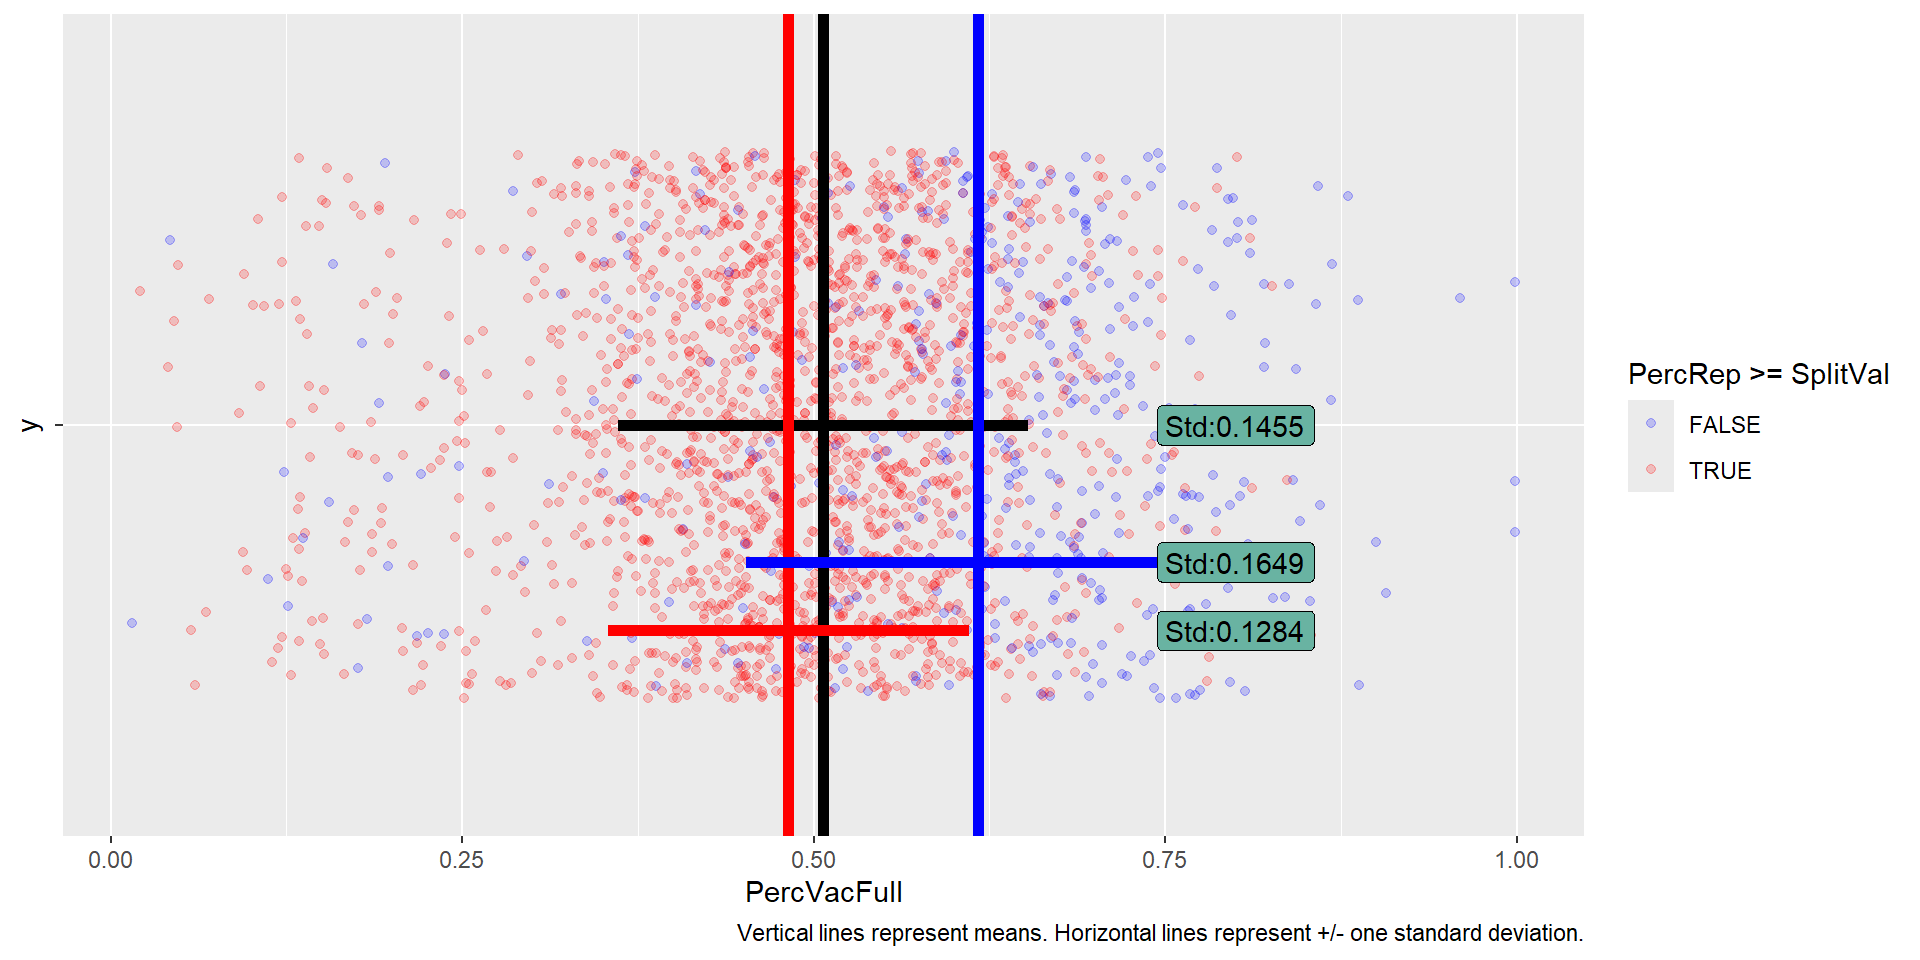 y
Std:0.1455
Std:0.1649
Std:0.1284
0.00
0.25
0.50
0.75
1.00
PercVacFull
Vertical lines represent means. Horizontal lines represent +/- one standard deviation.
PercRep >= SplitVal
FALSE
TRUE